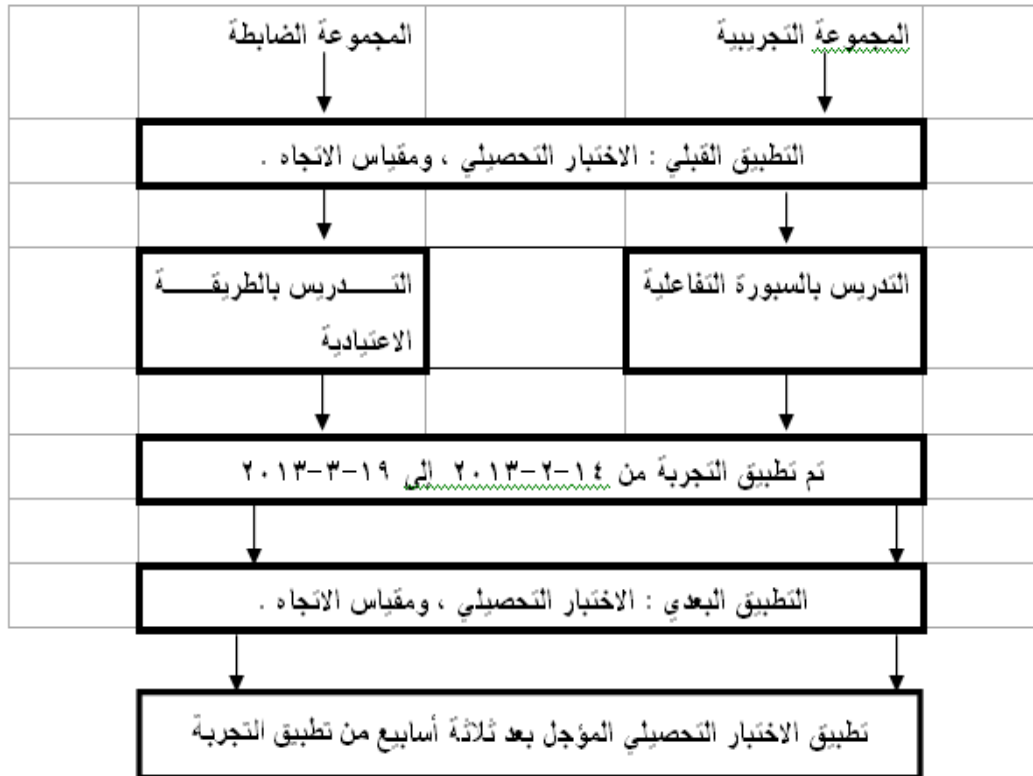 المجموعة التجريبية
المجموعة الضابطة
التطبيق القبلي : الاختبار التحصيلي ، ومقياس الاتجاه .
التدريس بالسبورة التفاعلية
التـــــدريس بالطريقـــــة
الاعتيادية
تم تطبيق التجربة من ١٤-٢-٢٠١٣ إلى ١٩-٣-٢٠١٣
التطبيق البعدي : الاختبار التحصيلي ، ومقياس الاتجاه .
تطبيق الاختبار التحصيلي المؤجل بعد ثلاثة أسابيع من تطبيق التجربة